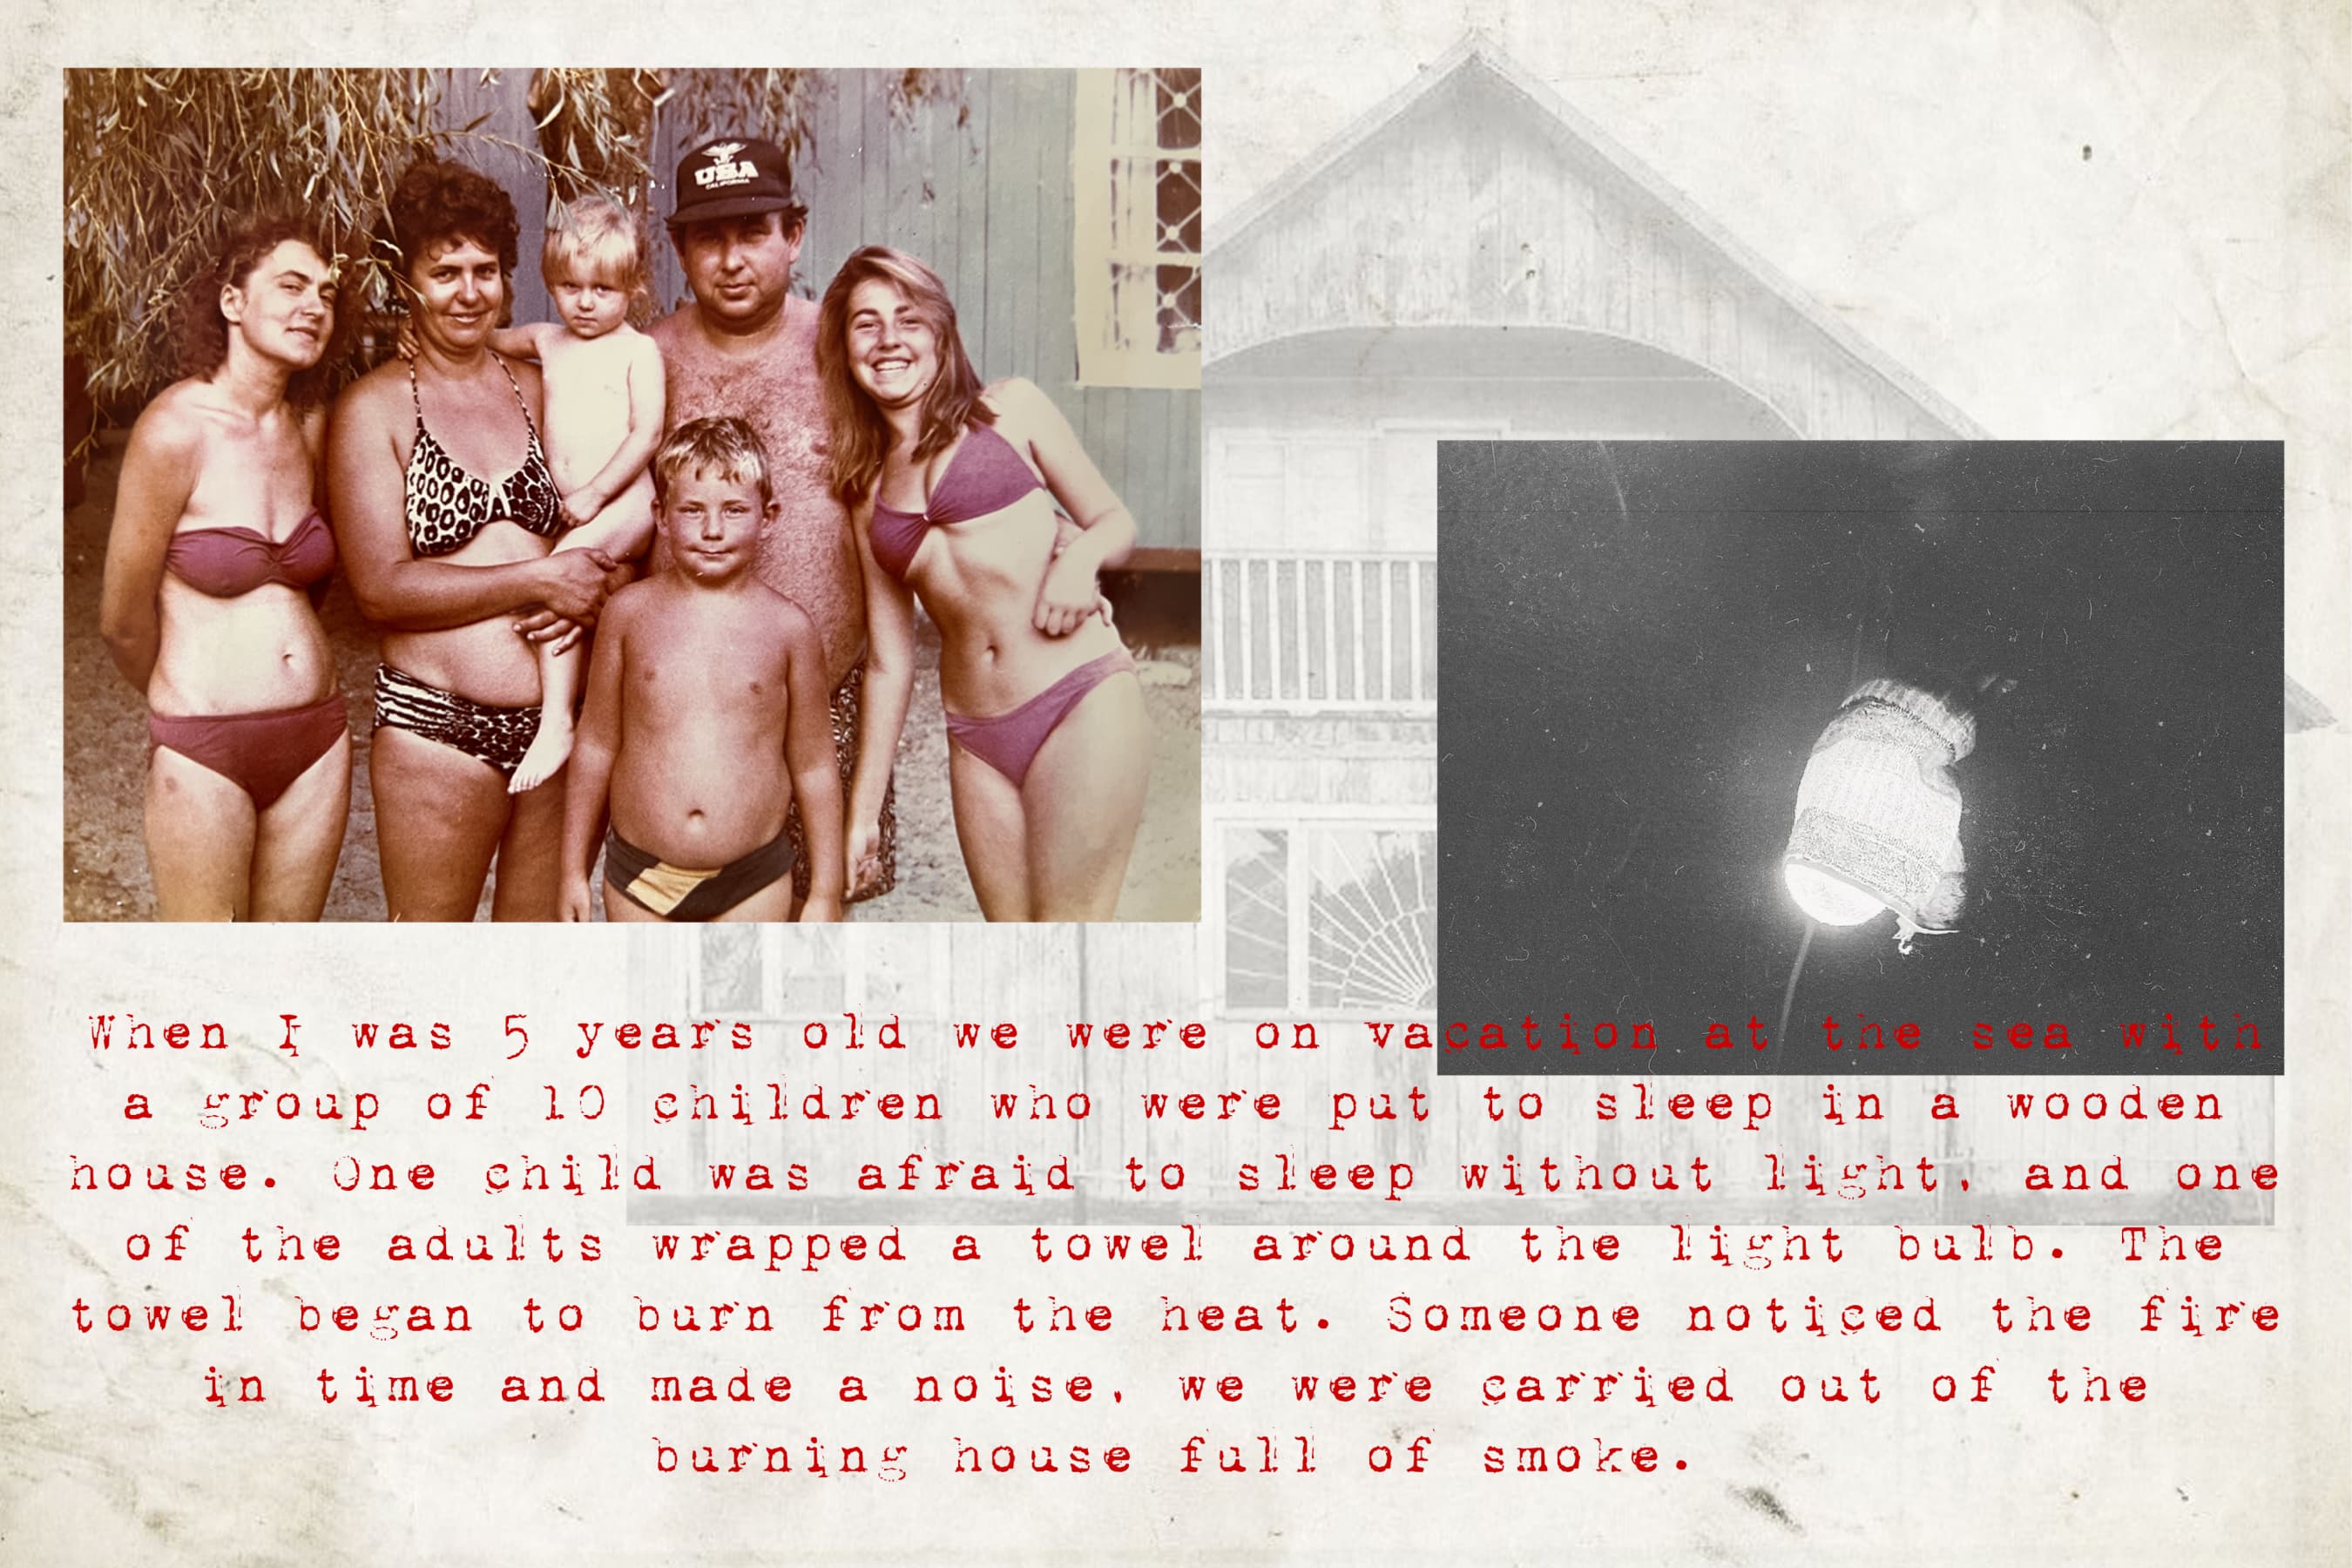 USA
CALIFORNIA
When I was 5 years old we were on vacation at the sea with
a group of 10 children who were put to sleep in a wooden
house. One child was afraid to sleep without light, and one
of the adults wrapped a towel around the light bulb. The
towel began to burn from the heat. Someone noticed the fire
in time and made a noise, we were carried out of the
burning house full of smoke.